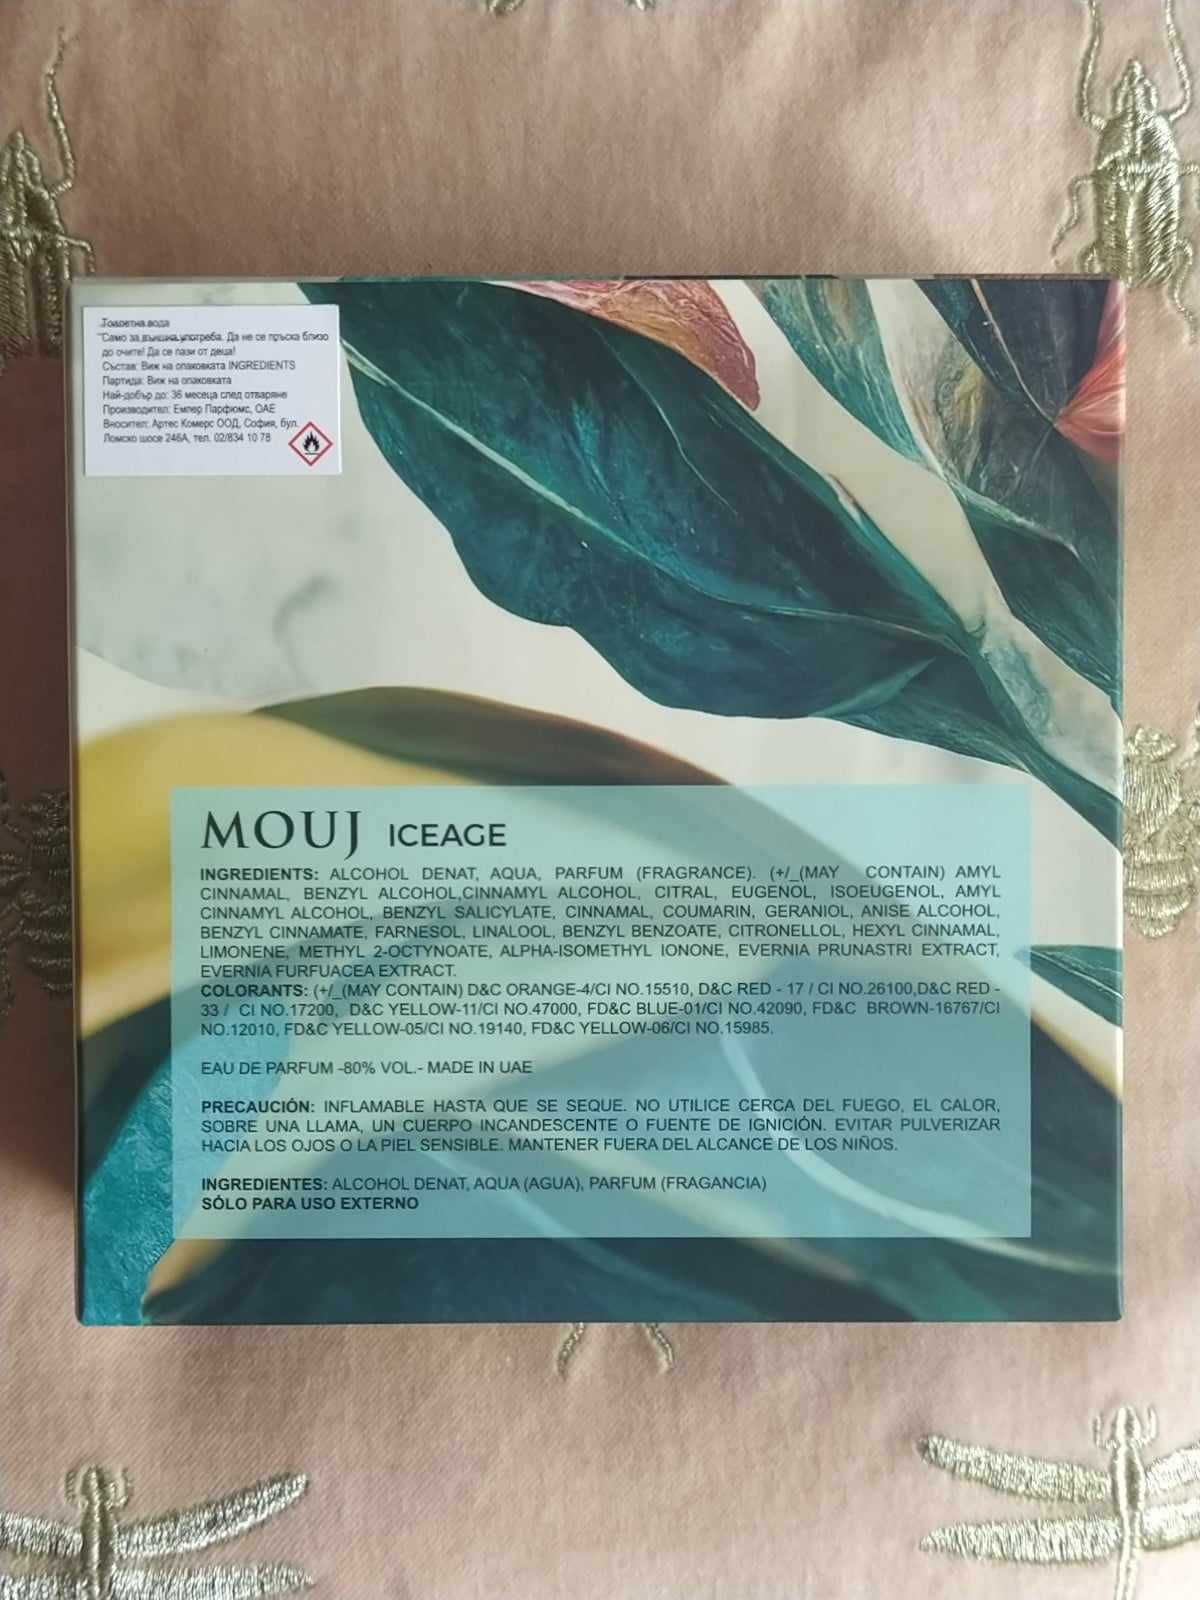 Тоалетна вода
Само за външна употреба. Да не се пръска близо
до очите! Да се пази от деца!
Състав: Виж на опаковката INGREDIENTS
Партида: Виж на опаковката
Най-добър до: 36 месеца след отваряне
Производител: Емпер Парфюмс, ОАЕ
Вносител: Артес Комерс ООД, София, бул.
Ломско шосе 246А, тел. 02/834 10 78
MOUJ ICEAGE
INGREDIENTS: ALCOHOL DENAT, AQUA, PARFUM (FRAGRANCE). (+/_(MAY CONTAIN) AMYL
CINNAMAL, BENZYL ALCOHOL,CINNAMYL ALCOHOL, CITRAL, EUGENOL, ISOEUGENOL, AMYL
CINNAMYL ALCOHOL, BENZYL SALICYLATE, CINNAMAL, COUMARIN, GERANIOL, ANISE ALCOHOL,
BENZYL CINNAMATE, FARNESOL, LINALOOL, BENZYL BENZOATE, CITRONELLOL, HEXYL CINNAMAL,
LIMONENE, METHYL 2-OCTYNOATE, ALPHA-ISOMETHYL IONONE, EVERNIA PRUNASTRI EXTRACT,
EVERNIA FURFUACEA EXTRACT.
COLORANTS: (+/_(MAY CONTAIN) D&C ORANGE-4/CI NO.15510, D&C RED - 17 / CI NO.26100,D&C RED -
33 / CI NO.17200, D&C YELLOW-11/CI NO.47000, FD&C BLUE-01/CI NO.42090, FD&C BROWN-16767/CI
NO.12010, FD&C YELLOW-05/CI NO.19140, FD&C YELLOW-06/CI NO.15985.
EAU DE PARFUM -80% VOL.- MADE IN UAE
PRECAUCIÓN: INFLAMABLE HASTA QUE SE SEQUE. NO UTILICE CERCA DEL FUEGO, EL CALOR,
SOBRE UNA LLAMA, UN CUERPO INCANDESCENTE O FUENTE DE IGNICIÓN. EVITAR PULVERIZAR
HACIA LOS OJOS O LA PIEL SENSIBLE. MANTENER FUERA DEL ALCANCE DE LOS NIÑOS.
INGREDIENTES: ALCOHOL DENAT, AQUA (AGUA), PARFUM (FRAGANCIA)
SÓLO PARA USO EXTERNO